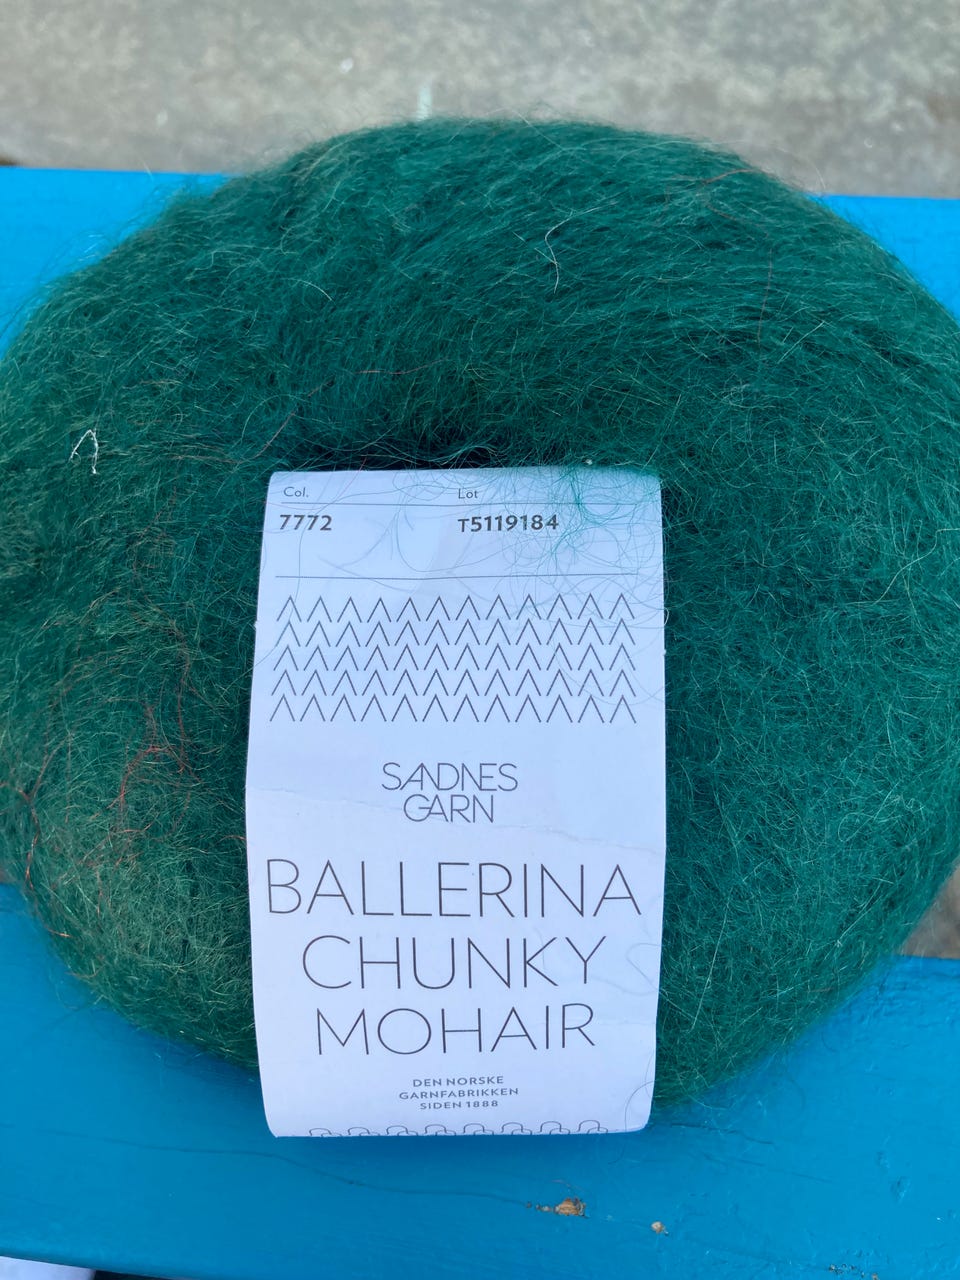 Col. Lot
7772 T5119184
SANDNES
GARN
BALLERINA
CHUNKY
MOHAIR
DEN NORSKE
GARNFABRIKKEN
SIDEN 1888